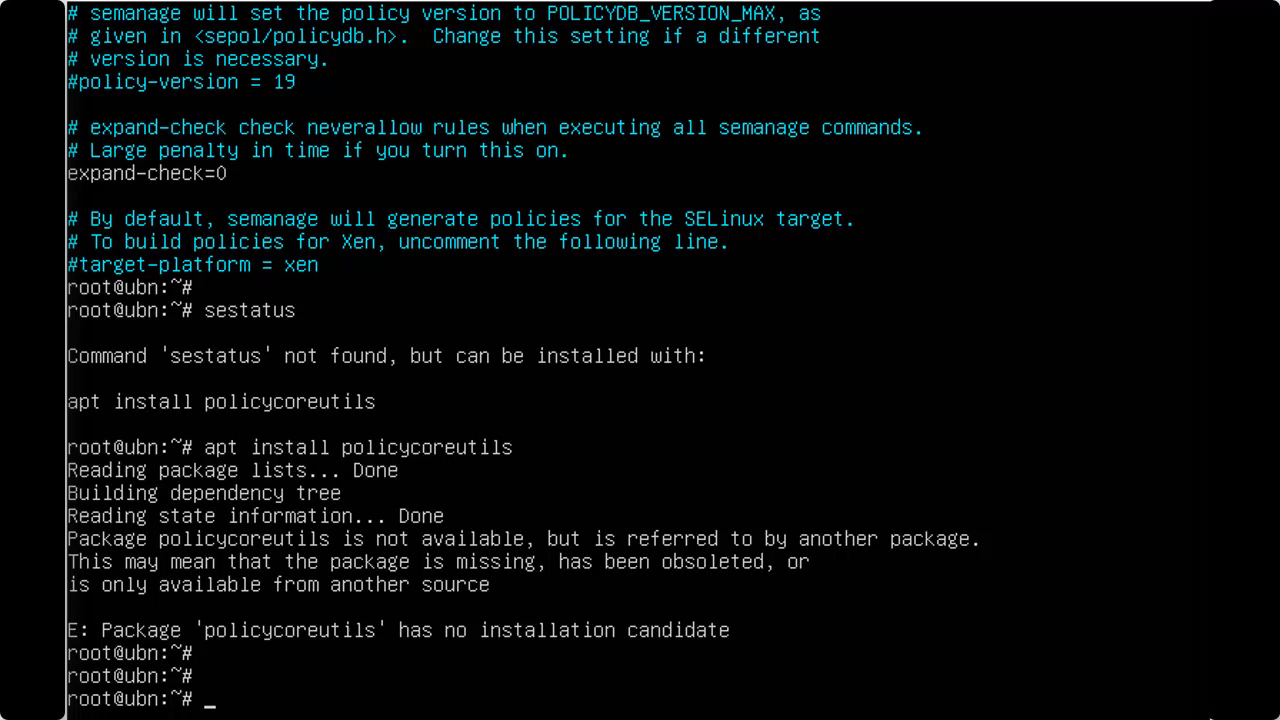 # semanage will set the policy version to POLICYDB_VERSION_MAX, as
# given in <sepol/policydb.h>.  Change this setting if a different
# version is necessary.
#policy-version = 19
# expand-check check neverallow rules when executing all semanage commands.
# Large penalty in time if you turn this on.
expand-check=0
# By default, semanage will generate policies for the SELinux target.
# To build policies for Xen, uncomment the following line.
#target-platform = xen
root@ubn:~#
root@ubn:~# sestatus
Command 'sestatus' not found, but can be installed with:
apt install policycoreutils
root@ubn:~# apt install policycoreutils
Reading package lists... Done
Building dependency tree
Reading state information... Done
Package policycoreutils is not available, but is referred to by another package.
This may mean that the package is missing, has been obsoleted, or
is only available from another source
E: Package 'policycoreutils' has no installation candidate
root@ubn:~#
root@ubn:~#
root@ubn:~# _